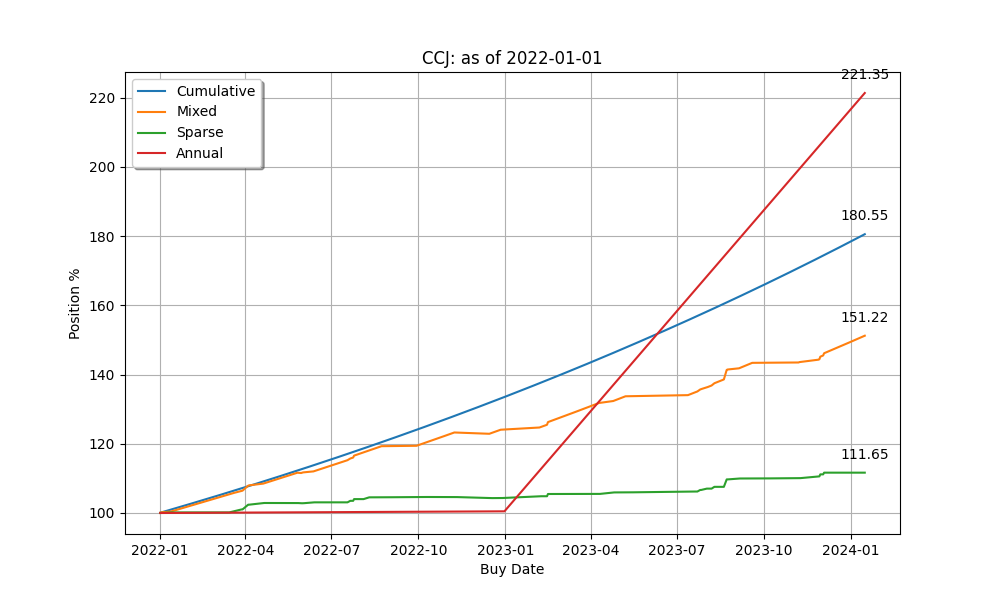 CCJ: as of 2022-01-01
Cumulative
Mixed
Sparse
Annual
221.35
180.55
151.22
111.65
220
200
180
160
140
120
100
Position %
2022-01 2022-04 2022-07 2022-10 2023-01 2023-04 2023-07 2023-10 2024-01
Buy Date